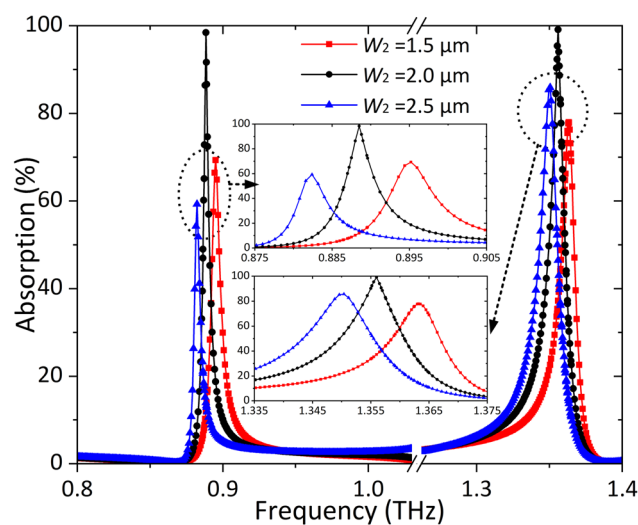 100
80
60
40
20
0
Absorption (%)
W₂ =1.5 μm
W₂ =2.0 μm
W₂ =2.5 μm
100
80
60
40
20
0
0.875 0.885 0.895 0.905
100
80
60
40
20
0
1.335 1.345 1.355 1.365 1.375
0.8 0.9 1.0 1.3 1.4
Frequency (THz)